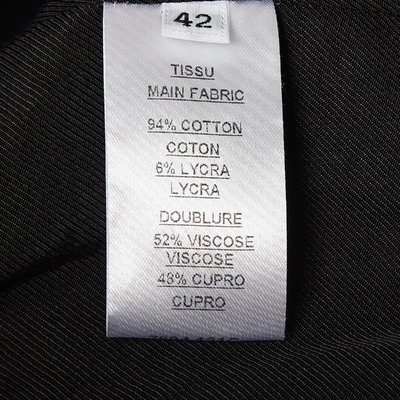 42
TISSU
MAIN FABRIC
94% COTTON
COTON
6% LYCRA
LYCRA
DOUBLURE
52% VISCOSE
VISCOSE
48% CUPRO
CUPRO